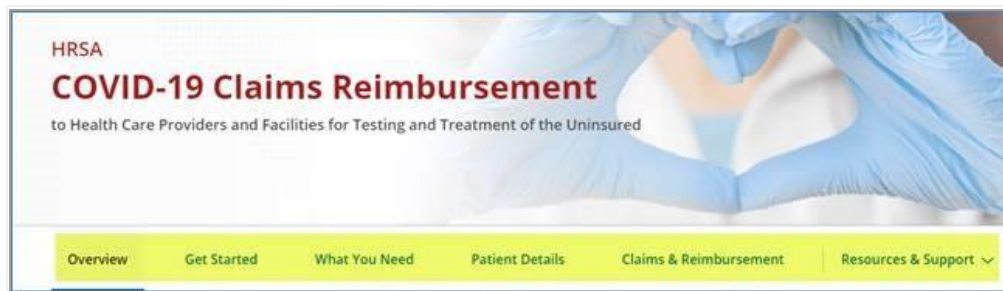 HRSA
COVID-19 Claims Reimbursement
to Health Care Providers and Facilities for Testing and Treatment of the Uninsured
Overview Get Started What You Need Patient Details Claims & Reimbursement Resources & Support